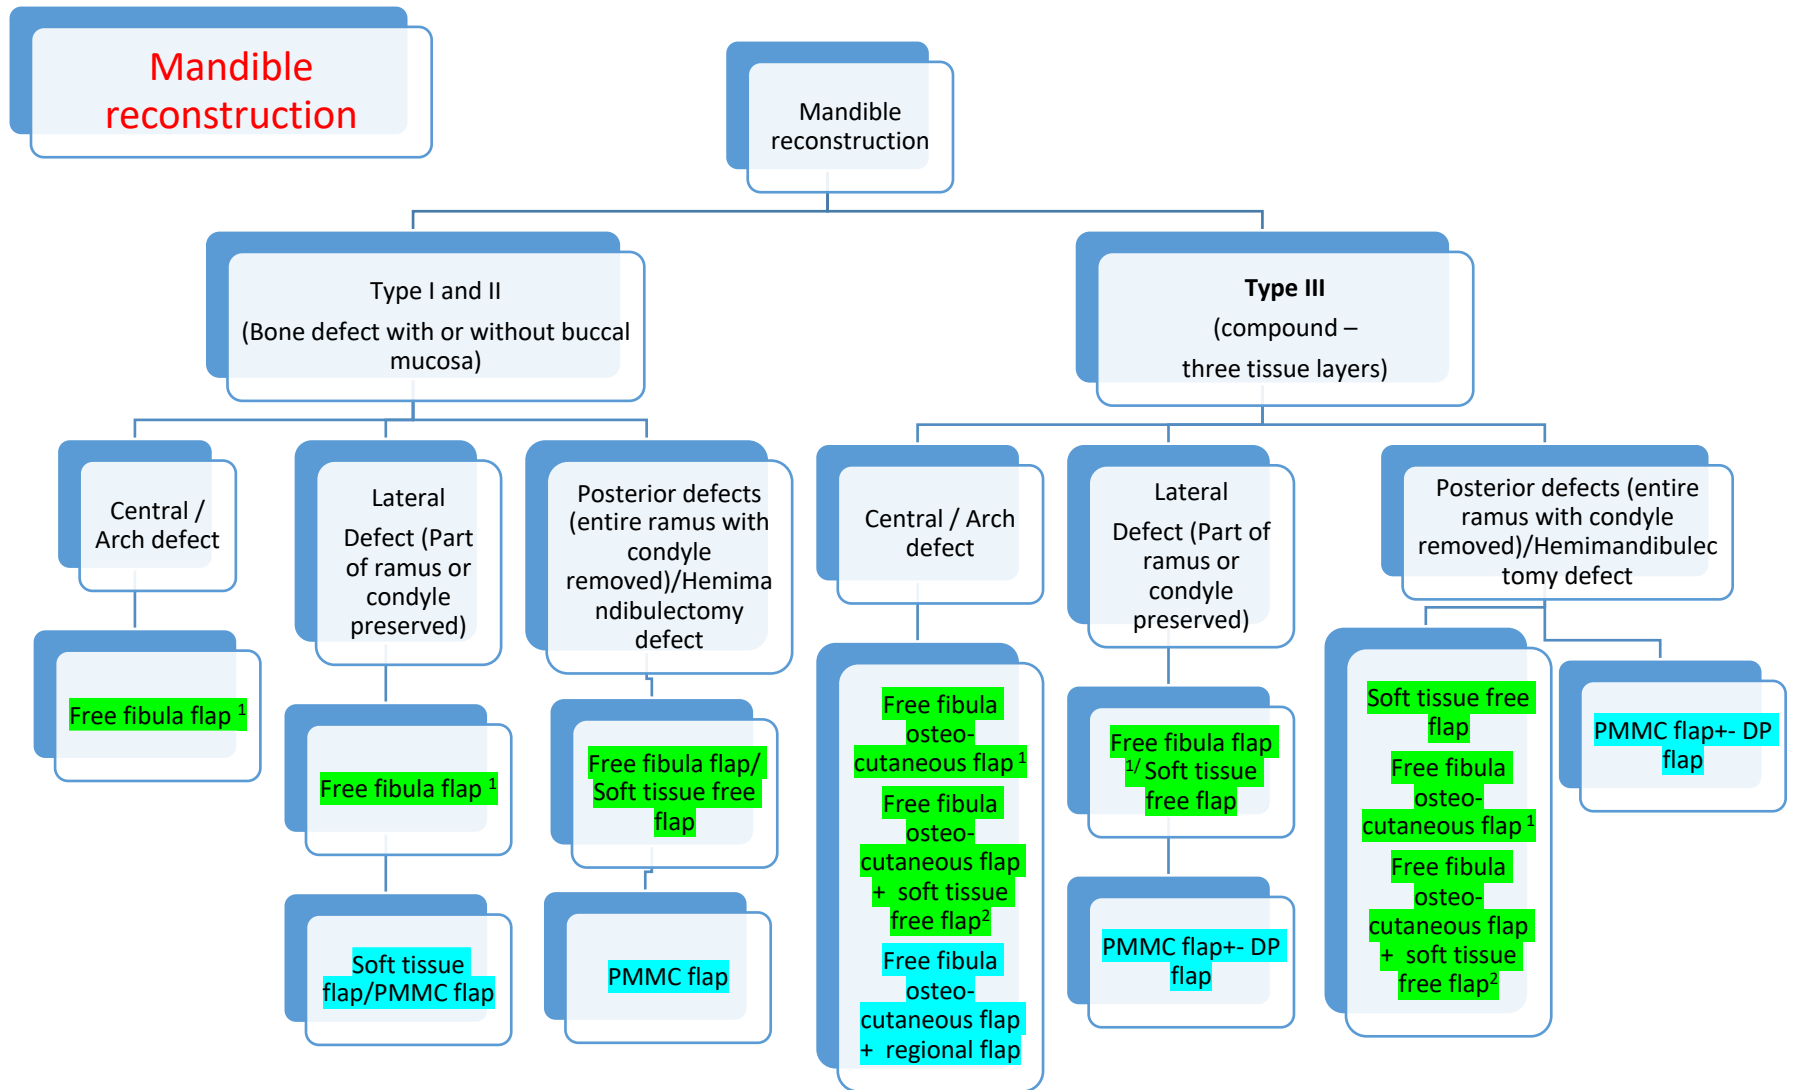 Mandible
reconstruction
Mandible
reconstruction
Type I and II
(Bone defect with or without buccal
mucosa)
Type III
(compound –
three tissue layers)
Central /
Arch defect
Lateral
Defect (Part
of ramus or
condyle
preserved)
Posterior defects
(entire ramus with
condyle
removed)/Hemima
ndibulectomy
defect
Central / Arch
defect
Lateral
Defect (Part of
ramus or
condyle
preserved)
Posterior defects (entire
ramus with condyle
removed)/Hemimandibulec
tomy defect
Free fibula flap 1
Free fibula flap 1
Soft tissue
flap/PMMC flap
Free fibula flap/
Soft tissue free
flap
PMMC flap
Free fibula
osteo-
cutaneous flap 1
Free fibula
osteo-
cutaneous flap
+ soft tissue
free flap2
Free fibula
osteo-
cutaneous flap
+ regional flap
Free fibula flap
1/ Soft tissue
free flap
PMMC flap+- DP
flap
Soft tissue free
flap
Free fibula
osteo-
cutaneous flap 1
Free fibula
osteo-
cutaneous flap
+ soft tissue
free flap2
PMMC flap+- DP
flap